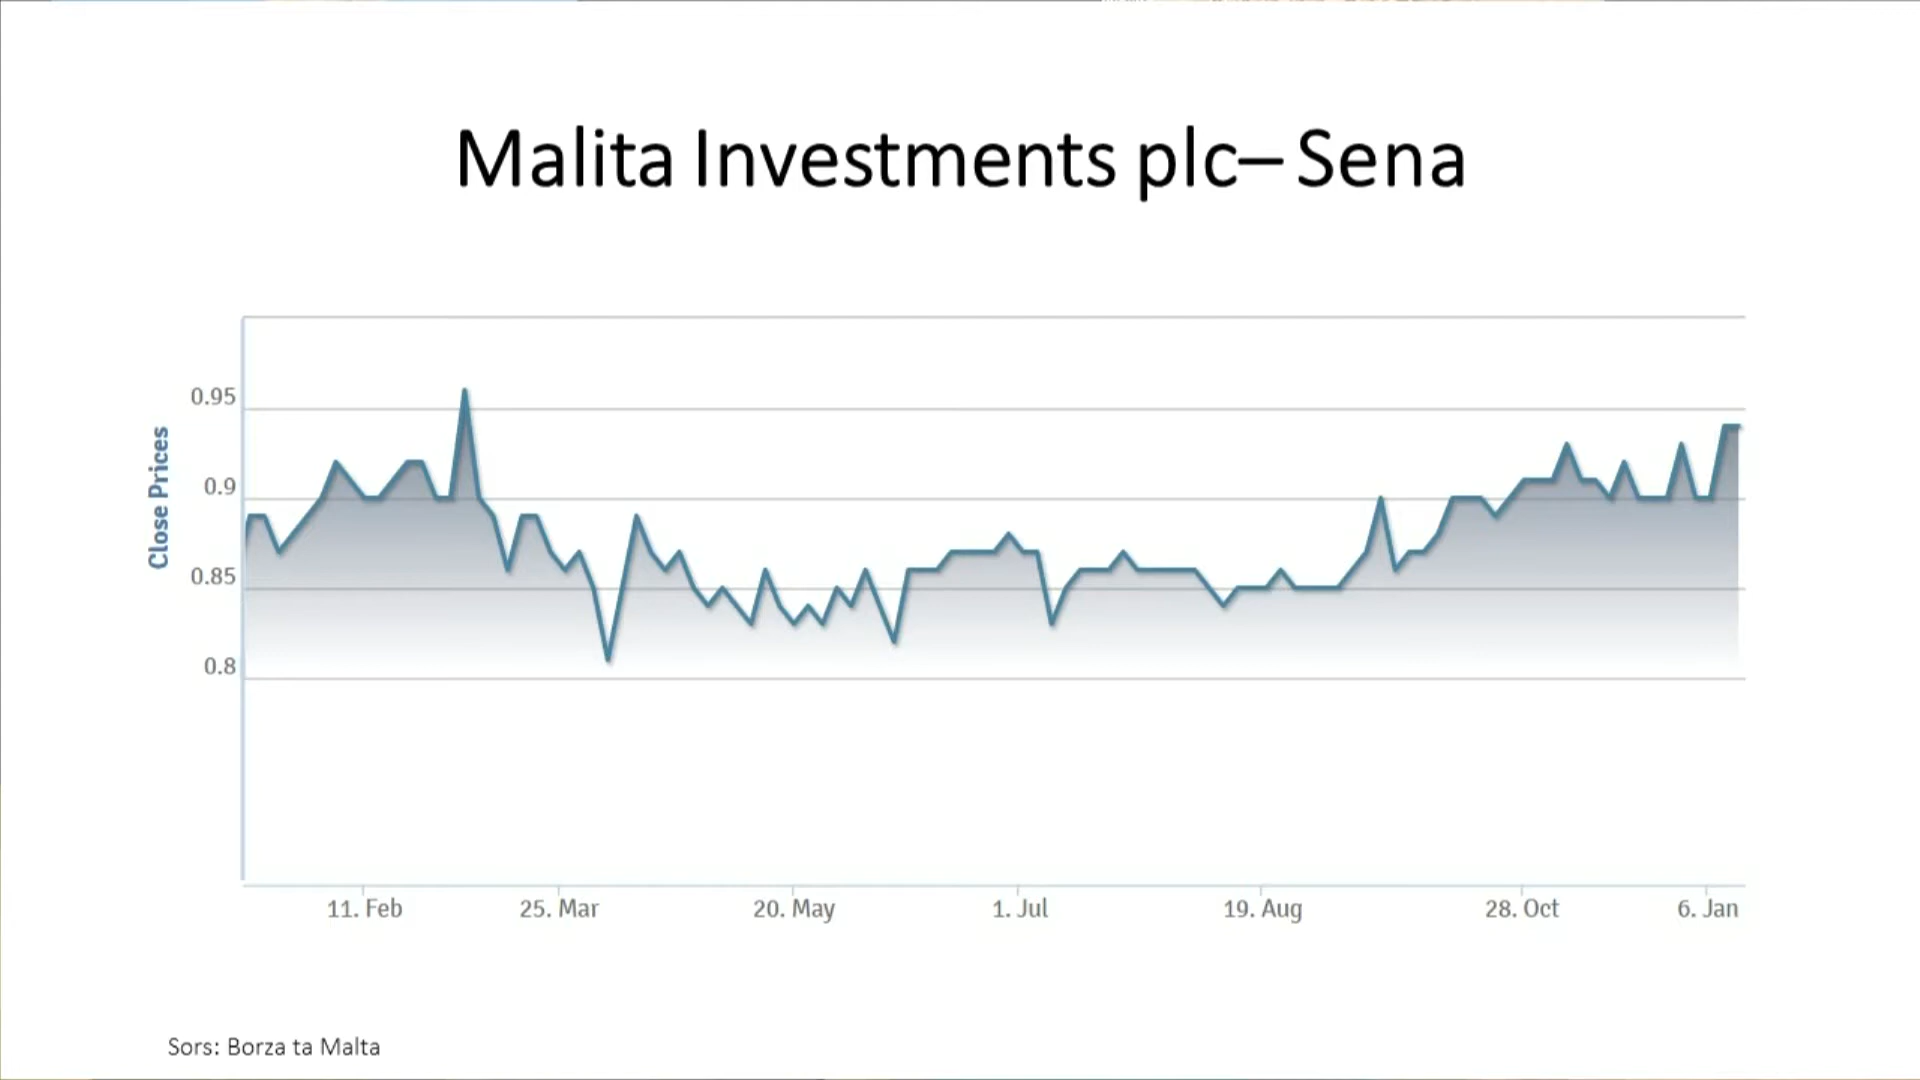 Malita Investments plc– Sena
Close Prices
0.95
0.9
0.85
0.8
11. Feb
25. Mar
20. May
1. Jul
19. Aug
28. Oct
6. Jan
Sors: Borza ta Malta